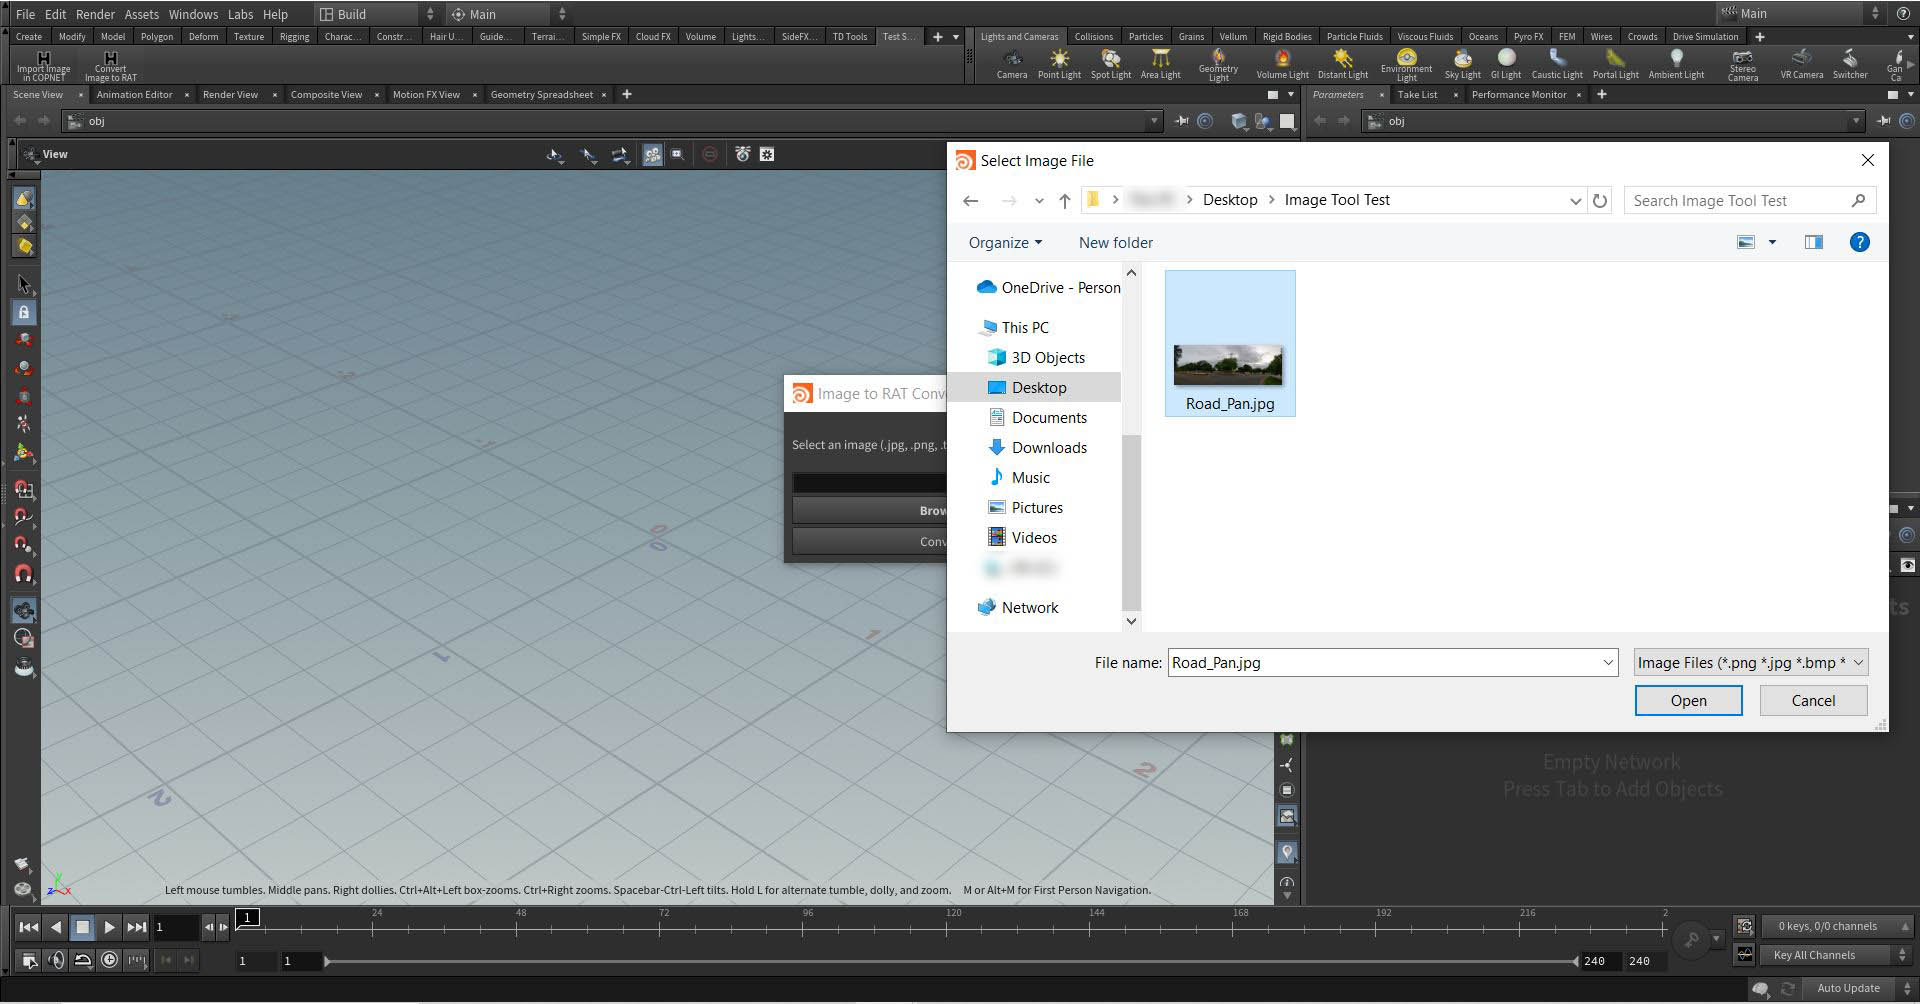 File Edit Render Assets Windows Labs Help Build Main Main
Create Modify Model Polygon Deform Texture Rigging Charac... Constr... Hair U... Guide... Terrai... Simple FX Cloud FX Volume Lights... SideFX... TD Tools Test S...
Lights and Cameras Collisions Particles Grains Vellum Rigid Bodies Particle Fluids Viscous Fluids Oceans Pyro FX FEM Wires Crowds Drive Simulation
Import Image in COPNET
Convert Image to RAT
Camera Point Light Spot Light Area Light Geometry Light Volume Light Distant Light Environment Light Sky Light GI Light Caustic Light Portal Light Ambient Light Stereo Camera VR Camera Switcher Gan Ca
Scene View Animation Editor Render View Composite View Motion FX View Geometry Spreadsheet
Parameters Take List Performance Monitor
obj
obj
View
Select Image File
Desktop Image Tool Test
Search Image Tool Test
Organize New folder
OneDrive - Person
This PC
3D Objects
Desktop
Documents
Downloads
Music
Pictures
Videos
Network
Road_Pan.jpg
File name: Road_Pan.jpg
Image Files (*.png *.jpg *.bmp *
Open Cancel
Image to RAT Conv
Select an image (.jpg, .png, .t
Brow
Conv
0
0
1
1
2
2
ts
Empty Network
Press Tab to Add Objects
z y x
Left mouse tumbles. Middle pans. Right dollies. Ctrl+Alt+Left box-zooms. Ctrl+Right zooms. Spacebar-Ctrl-Left tilts. Hold L for alternate tumble, dolly, and zoom. M or Alt+M for First Person Navigation.
1 1 24 48 72 96 120 144 168 192 216 2
0 keys, 0/0 channels
1 1 240 240
Key All Channels
Auto Update